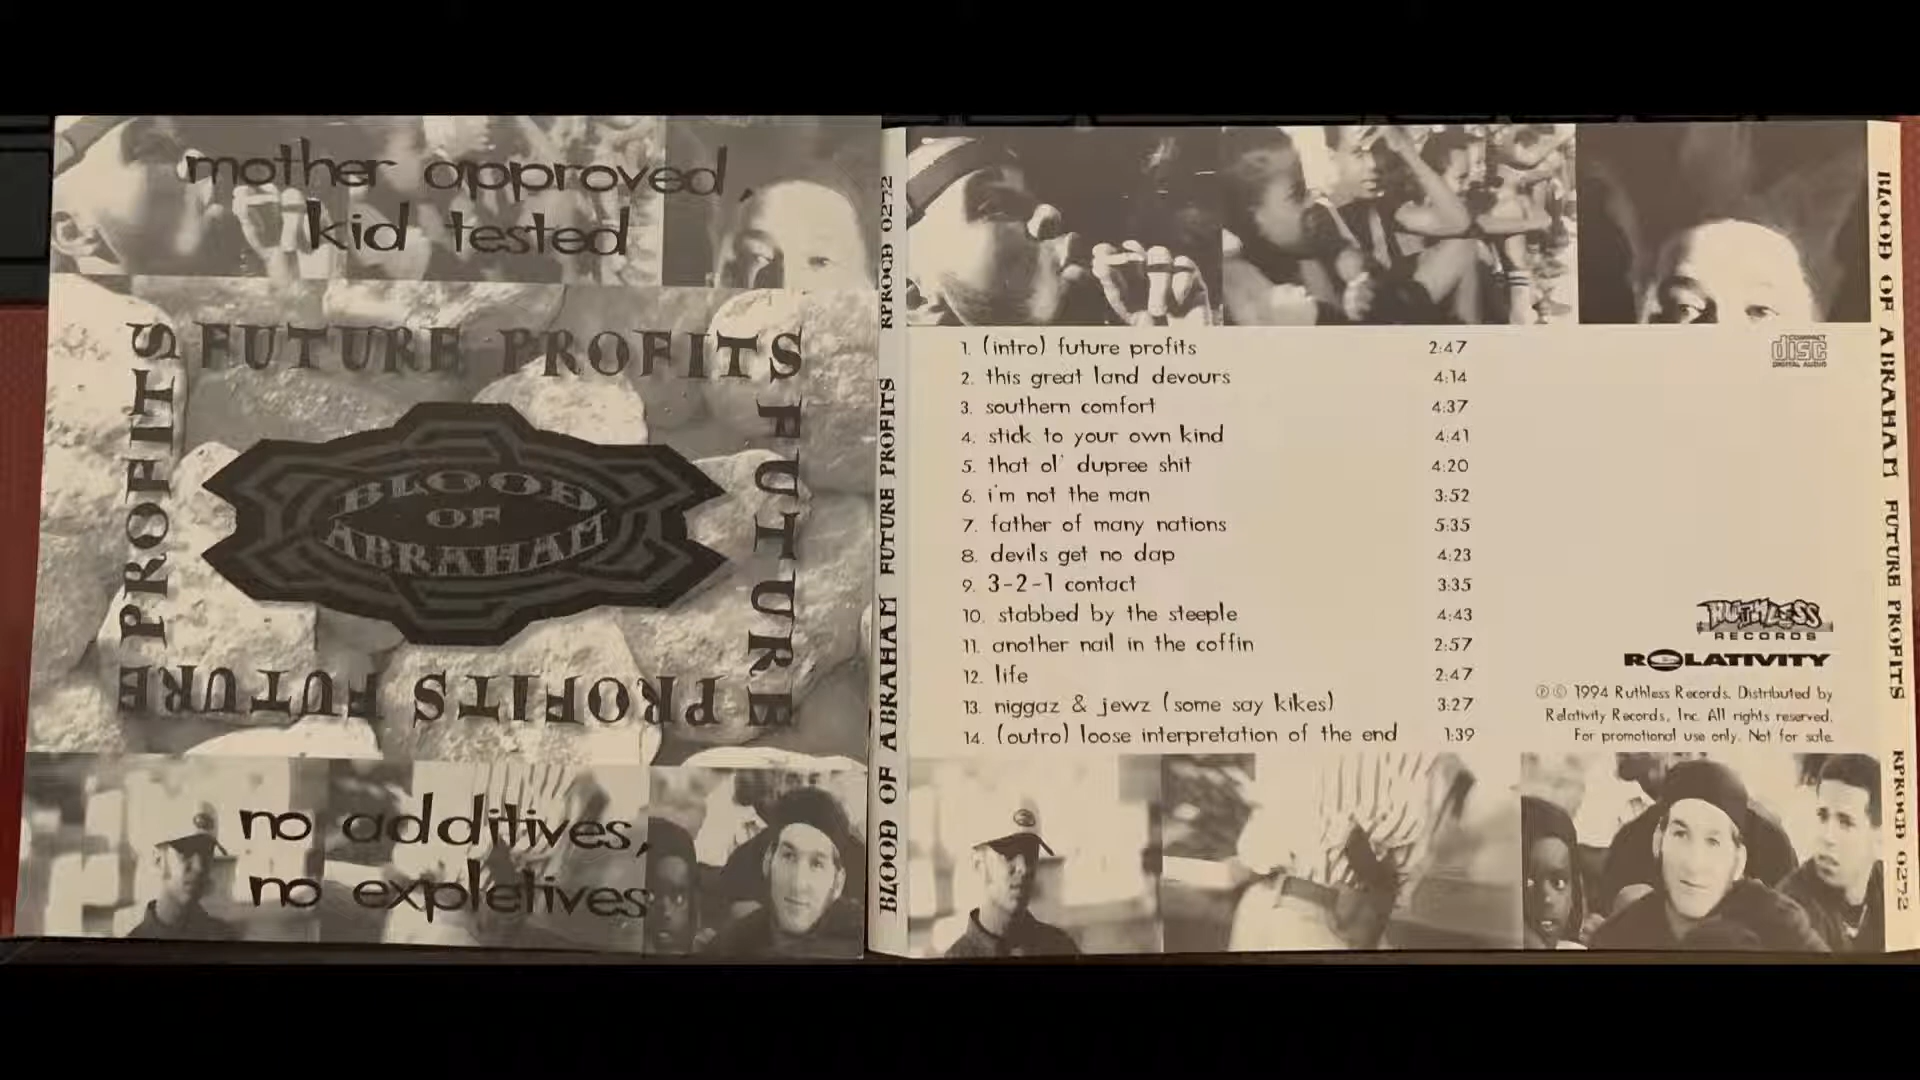 mother approved,
kid tested
FUTURE PROFITS
FUTURE PROFITS
FUTURE PROFITS
BLOOD
OF
ABRAHAM
no additives,
no expletives
BLOOD OF ABRAHAM FUTURE PROFITS RPROCD 0272
1. (intro) future profits 2:47
2. this great land devours 4:14
3. southern comfort 4:37
4. stick to your own kind 4:41
5. that ol' dupree shit 4:20
6. i'm not the man 3:52
7. father of many nations 5:35
8. devils get no dap 4:23
9. 3-2-1 contact 3:35
10. stabbed by the steeple 4:43
11. another nail in the coffin 2:57
12. life 2:47
13. niggaz & jewz (some say kikes) 3:27
14. (outro) loose interpretation of the end 1:39
COMPACT
disc
DIGITAL AUDIO
RUTHLESS
RECORDS
RELATIVITY
℗ © 1994 Ruthless Records. Distributed by
Relativity Records, Inc. All rights reserved.
For promotional use only. Not for sale.
BLOOD OF ABRAHAM FUTURE PROFITS RPROCD 0272